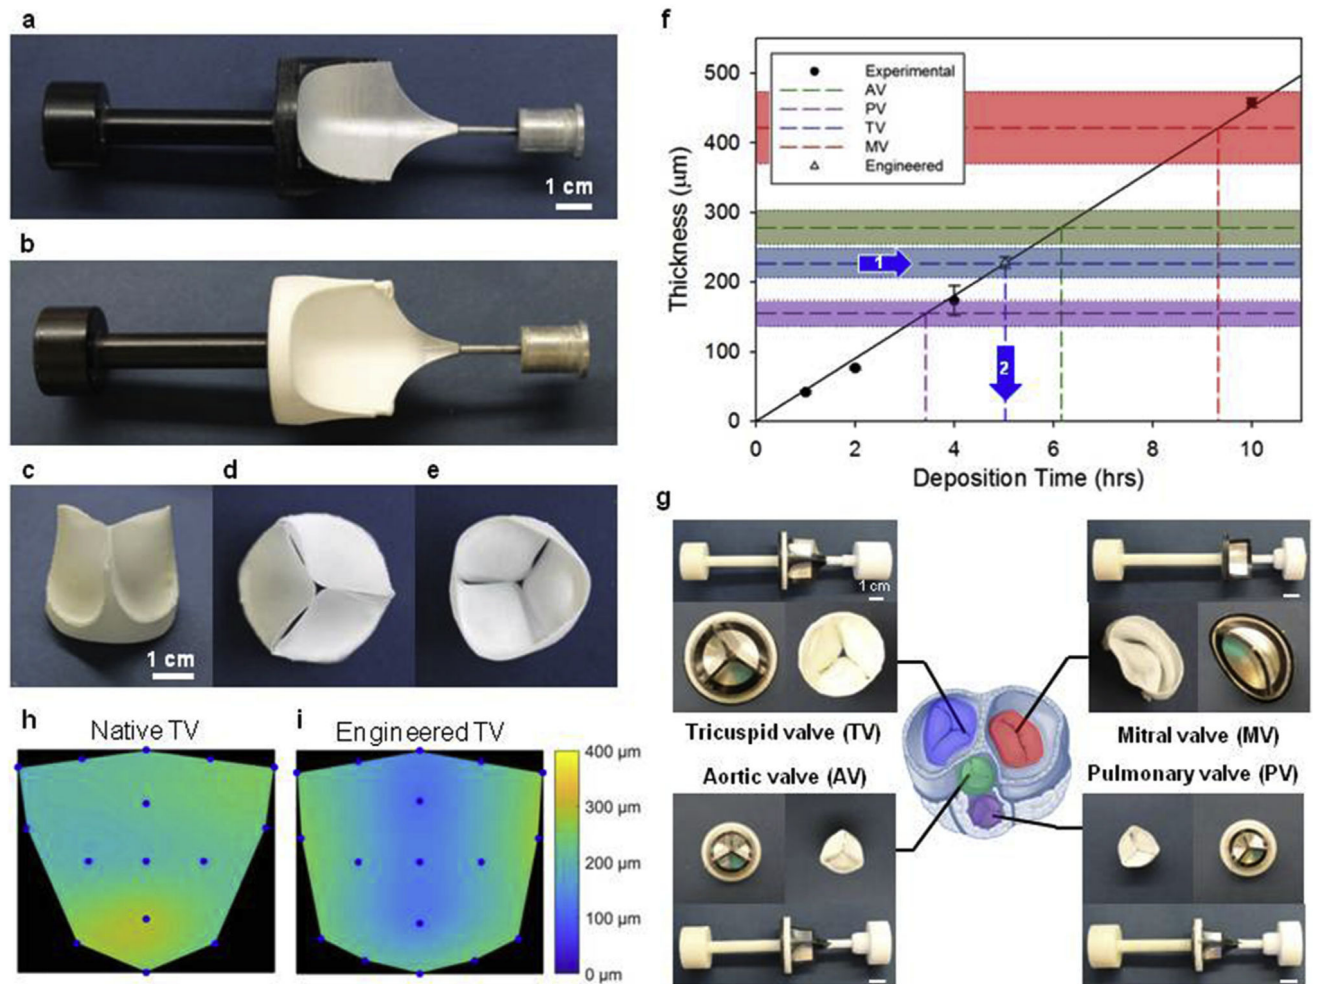 a
1 cm
b
c
d
e
1 cm
f
Thickness (µm)
500
400
300
200
100
0
Experimental
AV
PV
TV
MV
Engineered
1
2
0
2
4
6
8
10
Deposition Time (hrs)
g
1 cm
Tricuspid valve (TV)
Mitral valve (MV)
Aortic valve (AV)
Pulmonary valve (PV)
h
Native TV
i
Engineered TV
400 µm
300 µm
200 µm
100 µm
0 µm